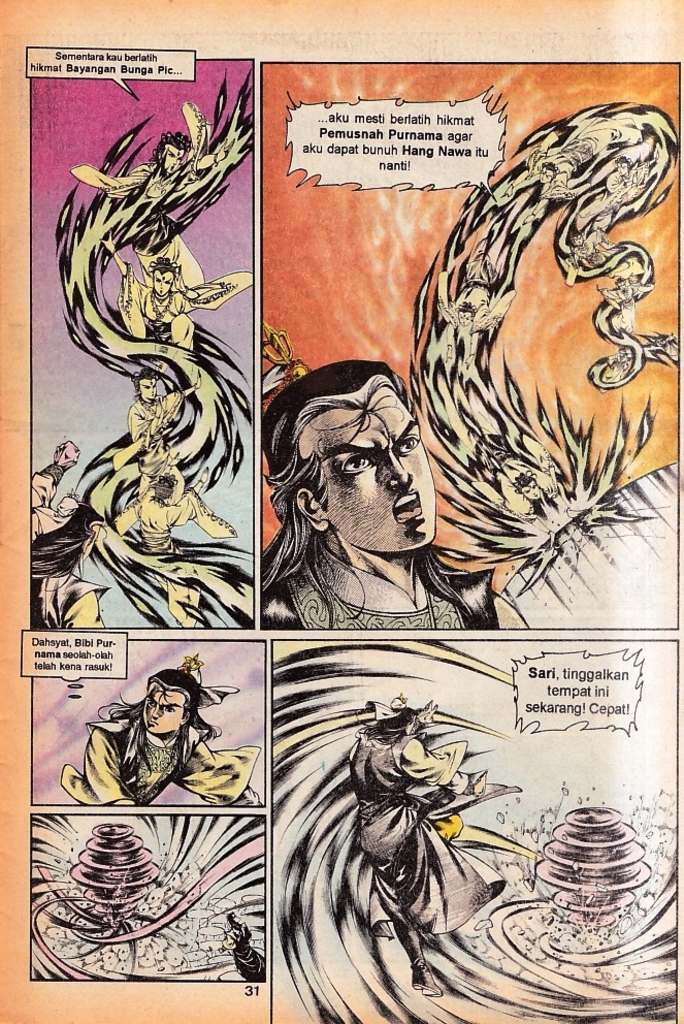 Sementara kau berlatih
hikmat Bayangan Bunga Pic...
...aku mesti berlatih hikmat
Pemusnah Purnama agar
aku dapat bunuh Hang Nawa itu
nanti!
Dahsyat, Bibi Pur-
nama seolah-olah
telah kena rasuk!
Sari, tinggalkan
tempat ini
sekarang! Cepat!
31